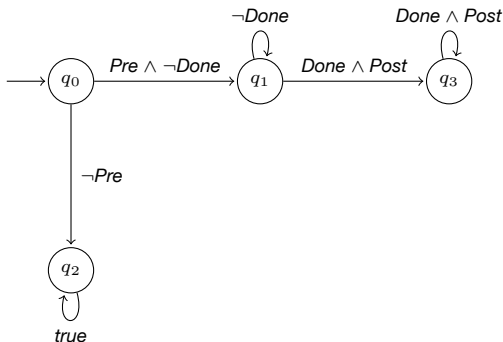 ¬Done
Done ∧ Post
q0
Pre ∧ ¬Done
q1
Done ∧ Post
q3
¬Pre
q2
true